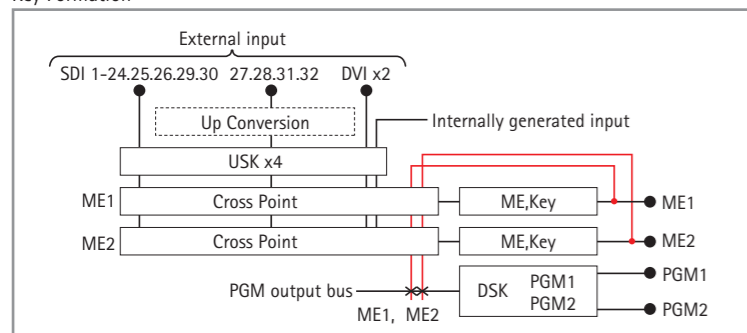 Key Formation
External input
SDI 1-24.25.26.29.30 27.28.31.32 DVI x2
Up Conversion
Internally generated input
USK x4
ME1 Cross Point ME,Key ME1
ME2 Cross Point ME,Key ME2
PGM output bus
ME1, ME2
DSK
PGM1
PGM2
PGM1
PGM2